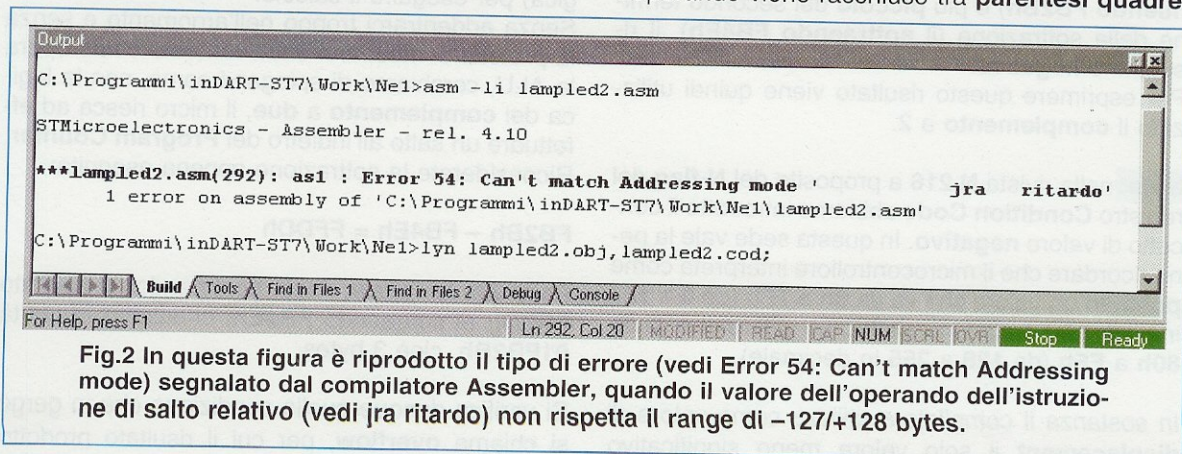 racchiuso tra parentesi quadre
Output
C:\Programmi\inDART-ST7\Work\Ne1>asm -li lampled2.asm
STMicroelectronics - Assembler - rel. 4.10
***lampled2.asm(292): as1 : Error 54: Can't match Addressing mode jra ritardo
1 error on assembly of 'C:\Programmi\inDART-ST7\Work\Ne1\lampled2.asm'
C:\Programmi\inDART-ST7\Work\Ne1>lyn lampled2.obj,lampled2.cod;
Build Tools Find in Files 1 Find in Files 2 Debug Console
For Help, press F1 Ln 292, Col 20 MODIFIED READ CAP NUM SCRL OVR Stop Ready
Fig.2 In questa figura è riprodotto il tipo di errore (vedi Error 54: Can't match Addressing
mode) segnalato dal compilatore Assembler, quando il valore dell'operando dell'istruzio-
ne di salto relativo (vedi jra ritardo) non rispetta il range di –127/+128 bytes.